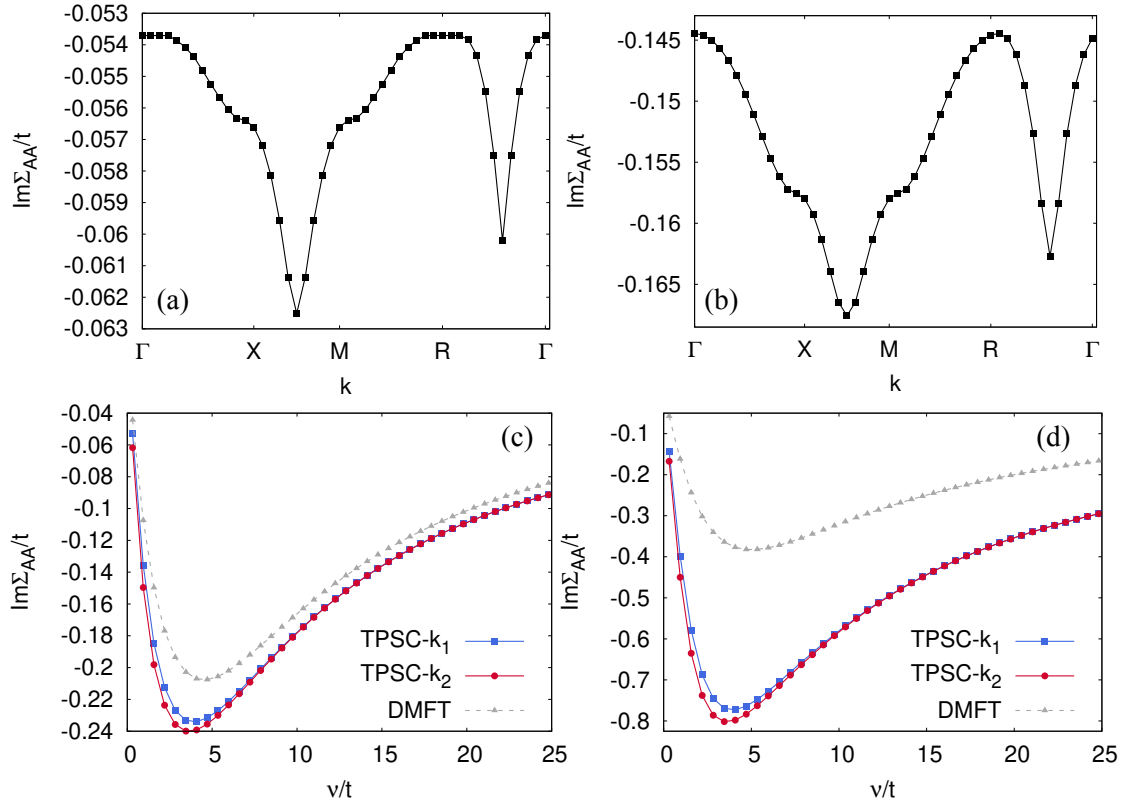 -0.053
-0.054
-0.055
-0.056
-0.057
-0.058
-0.059
-0.06
-0.061
-0.062
-0.063
ImΣAA/t
(a)
Γ X M R Γ
k
-0.145
-0.15
-0.155
-0.16
-0.165
ImΣAA/t
(b)
Γ X M R Γ
k
-0.04
-0.06
-0.08
-0.1
-0.12
-0.14
-0.16
-0.18
-0.2
-0.22
-0.24
ImΣAA/t
(c)
TPSC-k1
TPSC-k2
DMFT
0 5 10 15 20 25
ν/t
-0.1
-0.2
-0.3
-0.4
-0.5
-0.6
-0.7
-0.8
ImΣAA/t
(d)
TPSC-k1
TPSC-k2
DMFT
0 5 10 15 20 25
ν/t